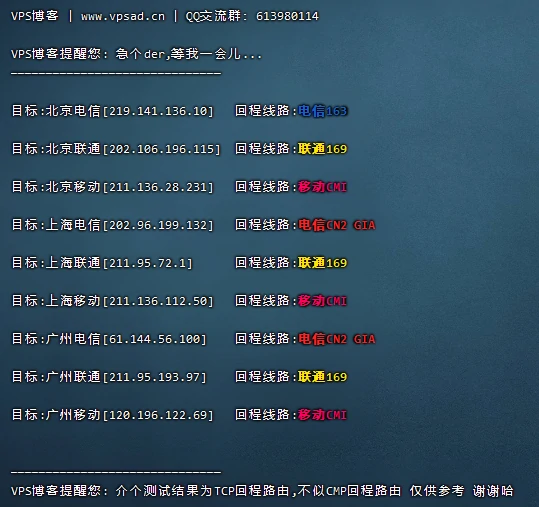 VPS博客 | www.vpsad.cn | QQ交流群: 613980114
VPS博客提醒您: 急个der,等我一会儿...
——————————————————————————————
目标:北京电信[219.141.136.10] 回程线路:电信163
目标:北京联通[202.106.196.115] 回程线路:联通169
目标:北京移动[211.136.28.231] 回程线路:移动CMI
目标:上海电信[202.96.199.132] 回程线路:电信CN2 GIA
目标:上海联通[211.95.72.1] 回程线路:联通169
目标:上海移动[211.136.112.50] 回程线路:移动CMI
目标:广州电信[61.144.56.100] 回程线路:电信CN2 GIA
目标:广州联通[211.95.193.97] 回程线路:联通169
目标:广州移动[120.196.122.69] 回程线路:移动CMI
——————————————————————————————
VPS博客提醒您: 介个测试结果为TCP回程路由,不似CMP回程路由 仅供参考 谢谢哈